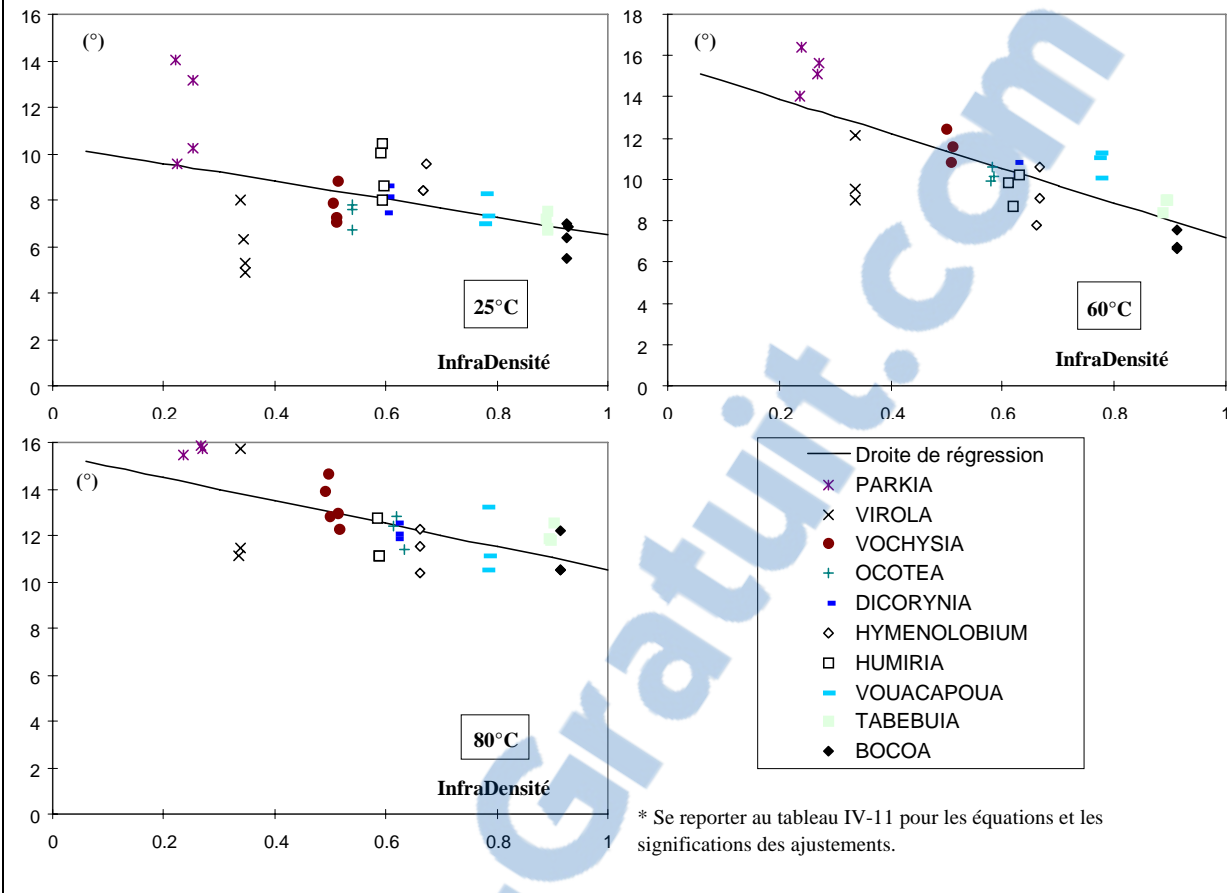 16
14
12
10
8
6
4
2
0
(°)
25°C
InfraDensité
0 0.2 0.4 0.6 0.8 1
18
16
14
12
10
8
6
4
2
0
(°)
60°C
InfraDensité
0 0.2 0.4 0.6 0.8 1
16
14
12
10
8
6
4
2
0
(°)
80°C
InfraDensité
0 0.2 0.4 0.6 0.8 1
Droite de régression
PARKIA
VIROLA
VOCHYSIA
OCOTEA
DICORYNIA
HYMENOLOBIUM
HUMIRIA
VOUACAPOUA
TABEBUIA
BOCOA
* Se reporter au tableau IV-11 pour les équations et les
significations des ajustements.
Gratuit.com